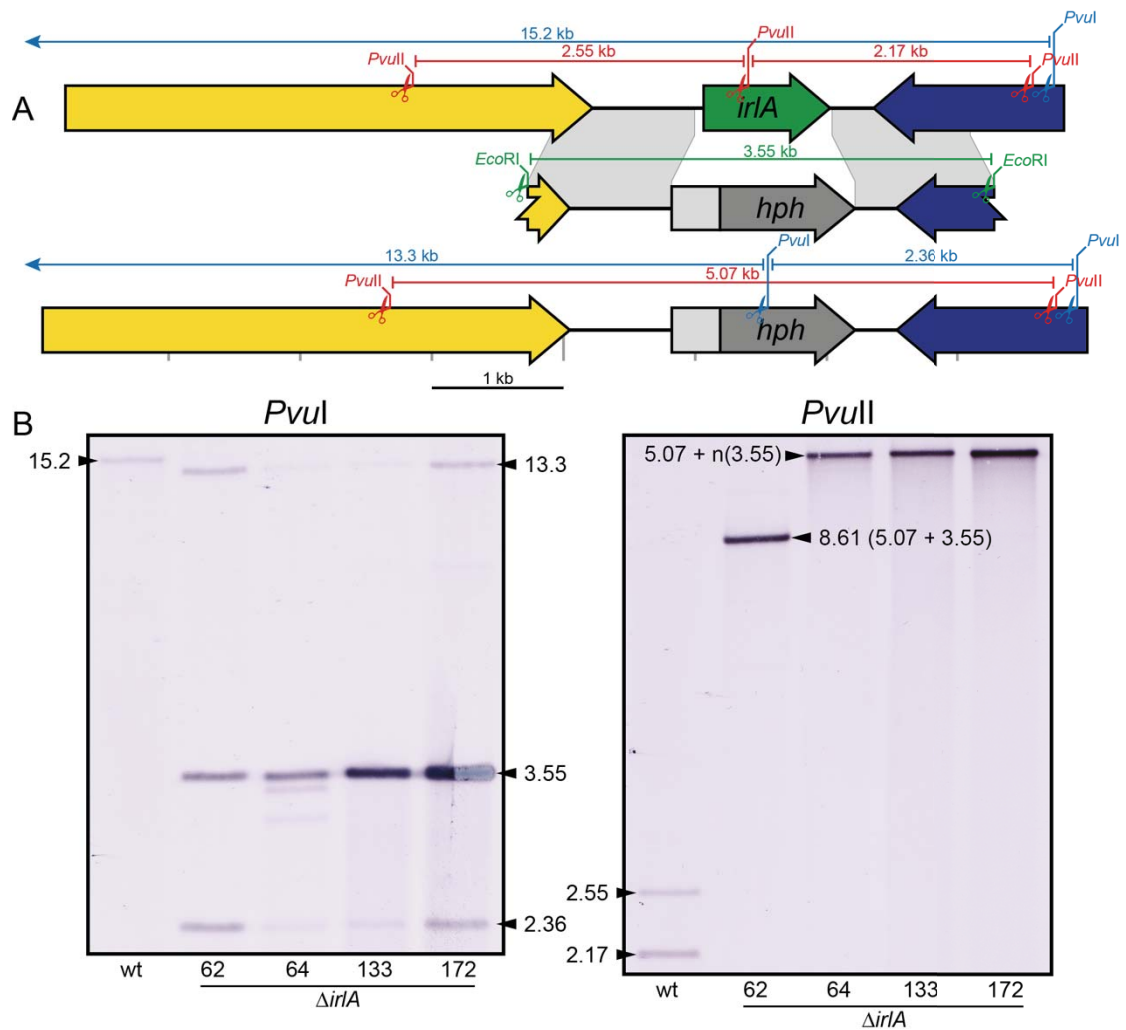 PvuI
15.2 kb
PvuII 2.55 kb PvuII 2.17 kb PvuII
A
irlA
EcoRI 3.55 kb EcoRI
hph
PvuI PvuI
13.3 kb 2.36 kb
PvuII 5.07 kb PvuII
hph
1 kb
B
PvuI PvuII
15.2 13.3 5.07 + n(3.55)
8.61 (5.07 + 3.55)
3.55
2.55
2.36
2.17
wt 62 64 133 172 wt 62 64 133 172
ΔirlA ΔirlA